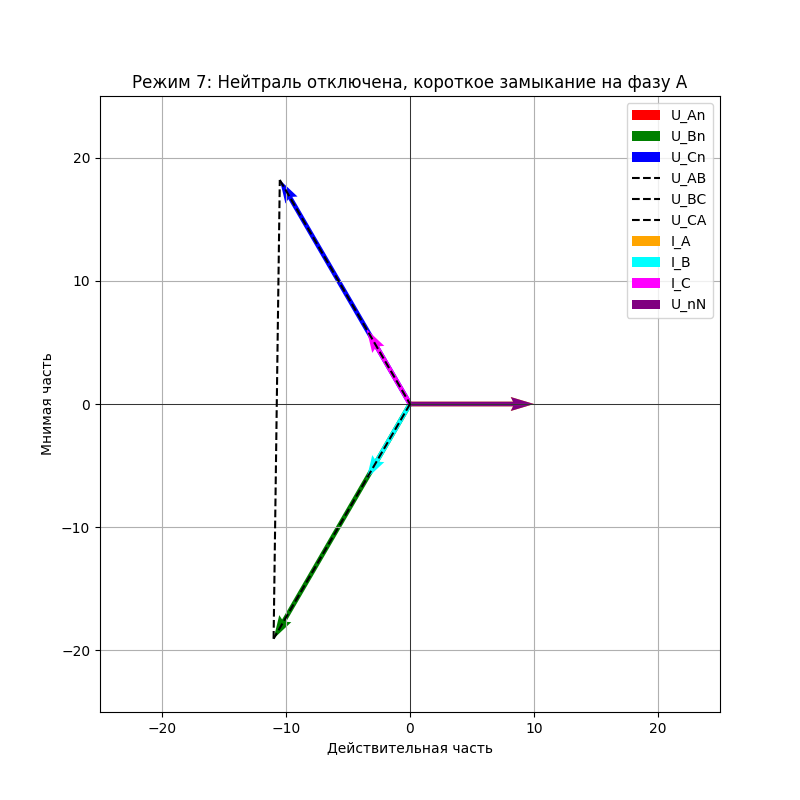 Режим 7: Нейтраль отключена, короткое замыкание на фазу A
U_An
U_Bn
U_Cn
U_AB
U_BC
U_CA
I_A
I_B
I_C
U_nN
20
10
0
−10
−20
Мнимая часть
−20
−10
0
10
20
Действительная часть